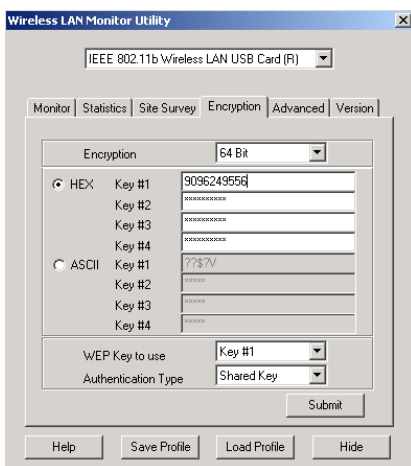 Wireless LAN Monitor Utility
IEEE 802.11b Wireless LAN USB Card (R)
Monitor Statistics Site Survey Encryption Advanced Version
Encryption 64 Bit
HEX Key #1 9096249556
Key #2 **********
Key #3 **********
Key #4 **********
ASCII Key #1 ??$?V
Key #2 *****
Key #3 *****
Key #4 *****
WEP Key to use Key #1
Authentication Type Shared Key
Submit
Help Save Profile Load Profile Hide